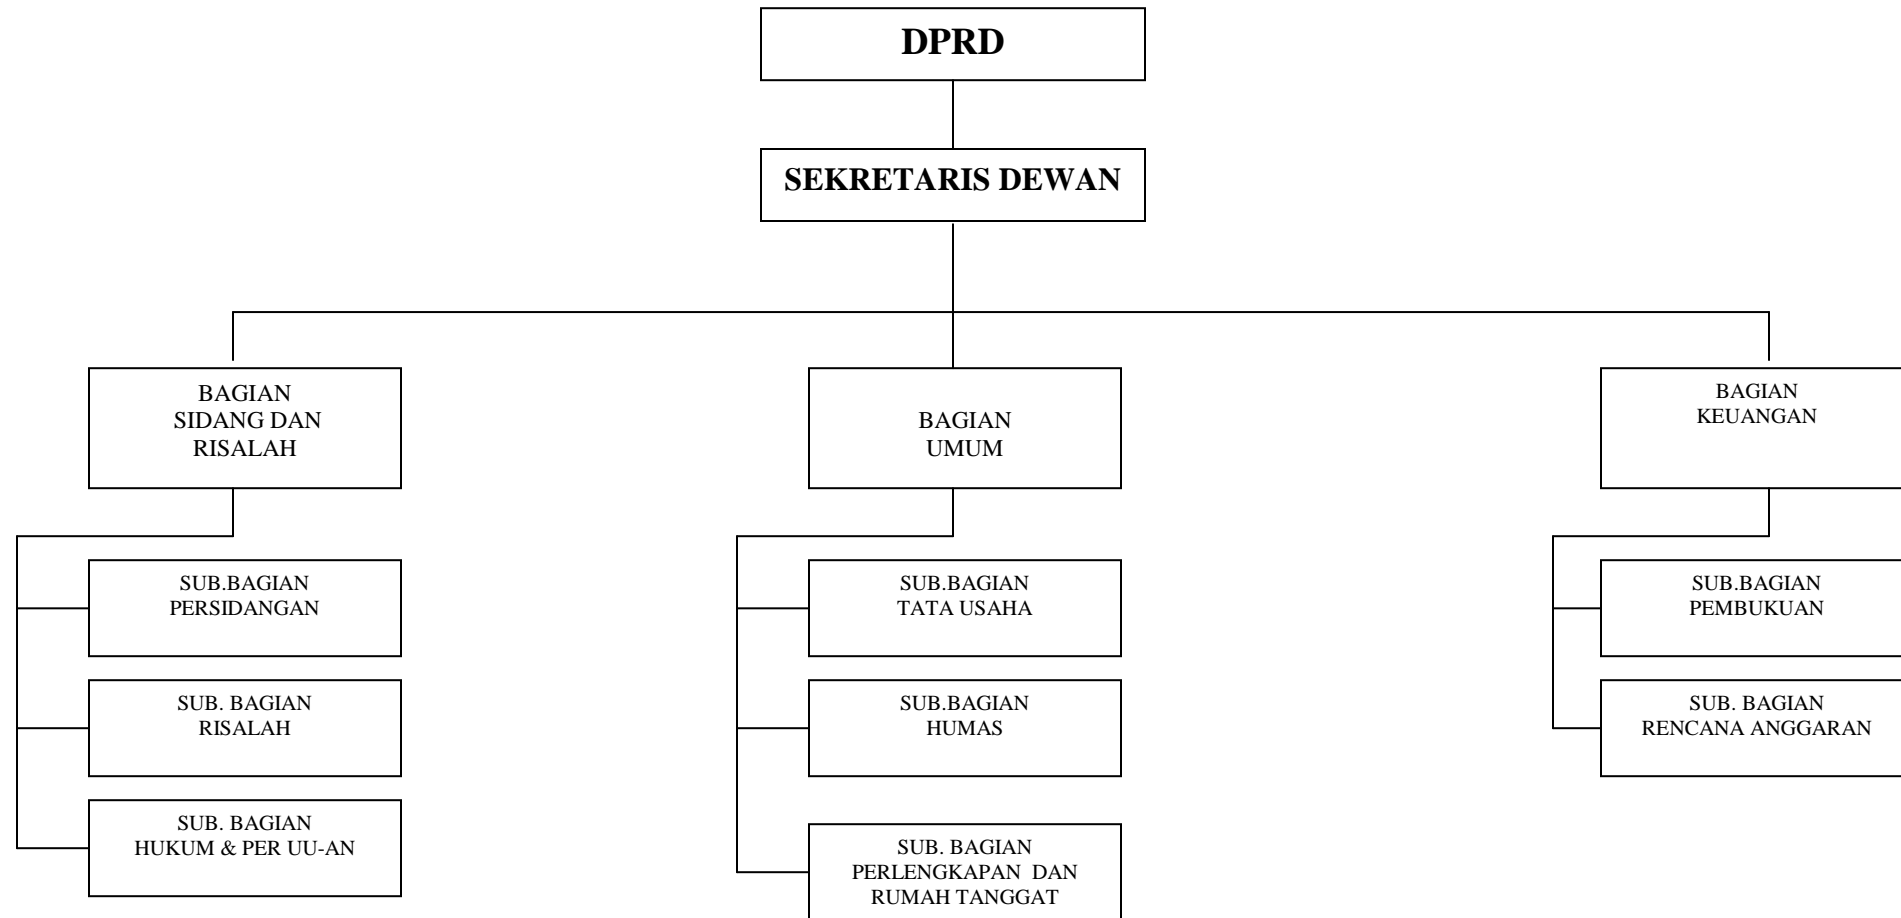 DPRD
SEKRETARIS DEWAN
BAGIAN
SIDANG DAN
RISALAH
BAGIAN
UMUM
BAGIAN
KEUANGAN
SUB.BAGIAN
PERSIDANGAN
SUB. BAGIAN
RISALAH
SUB. BAGIAN
HUKUM & PER UU-AN
SUB.BAGIAN
TATA USAHA
SUB.BAGIAN
HUMAS
SUB. BAGIAN
PERLENGKAPAN  DAN
RUMAH TANGGAT
SUB.BAGIAN
PEMBUKUAN
SUB. BAGIAN
RENCANA ANGGARAN